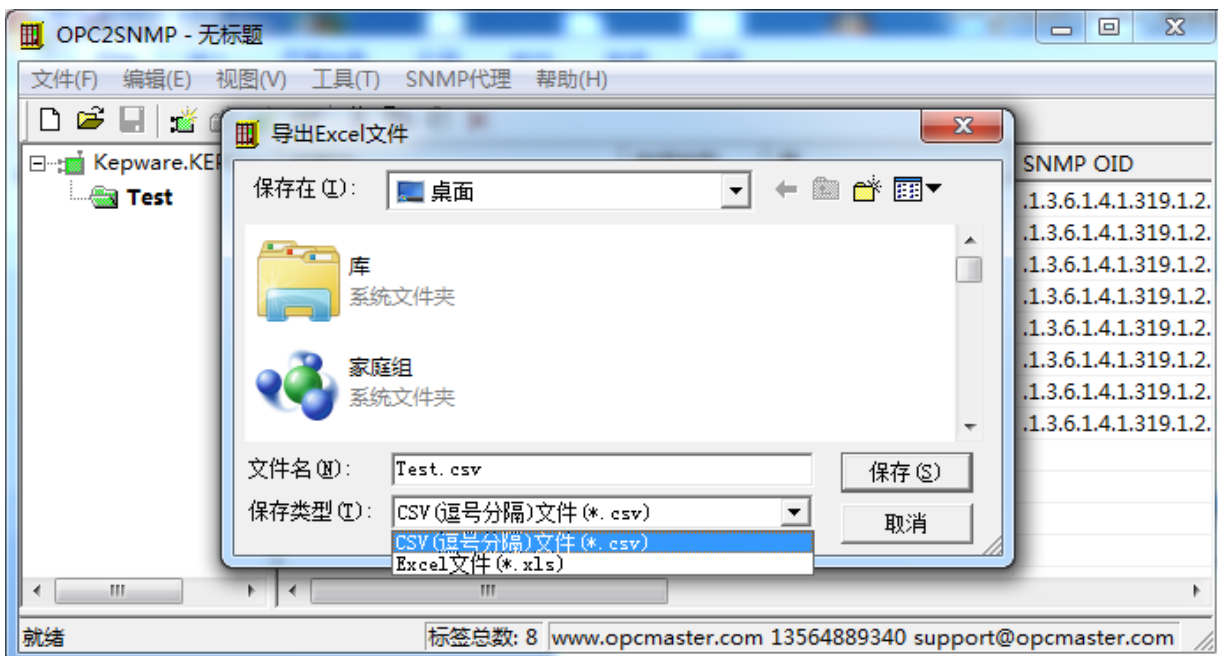 OPC2SNMP - 无标题
文件(F) 编辑(E) 视图(V) 工具(T) SNMP代理 帮助(H)
导出Excel文件
Kepware.KEP
Test
SNMP OID
保存在(I):
桌面
.1.3.6.1.4.1.319.1.2.
.1.3.6.1.4.1.319.1.2.
.1.3.6.1.4.1.319.1.2.
.1.3.6.1.4.1.319.1.2.
.1.3.6.1.4.1.319.1.2.
.1.3.6.1.4.1.319.1.2.
.1.3.6.1.4.1.319.1.2.
.1.3.6.1.4.1.319.1.2.
库
系统文件夹
家庭组
系统文件夹
文件名(N):
Test.csv
保存(S)
保存类型(T):
CSV(逗号分隔)文件(*.csv)
取消
CSV(逗号分隔)文件(*.csv)
Excel文件(*.xls)
就绪
标签总数: 8
www.opcmaster.com 13564889340 support@opcmaster.com